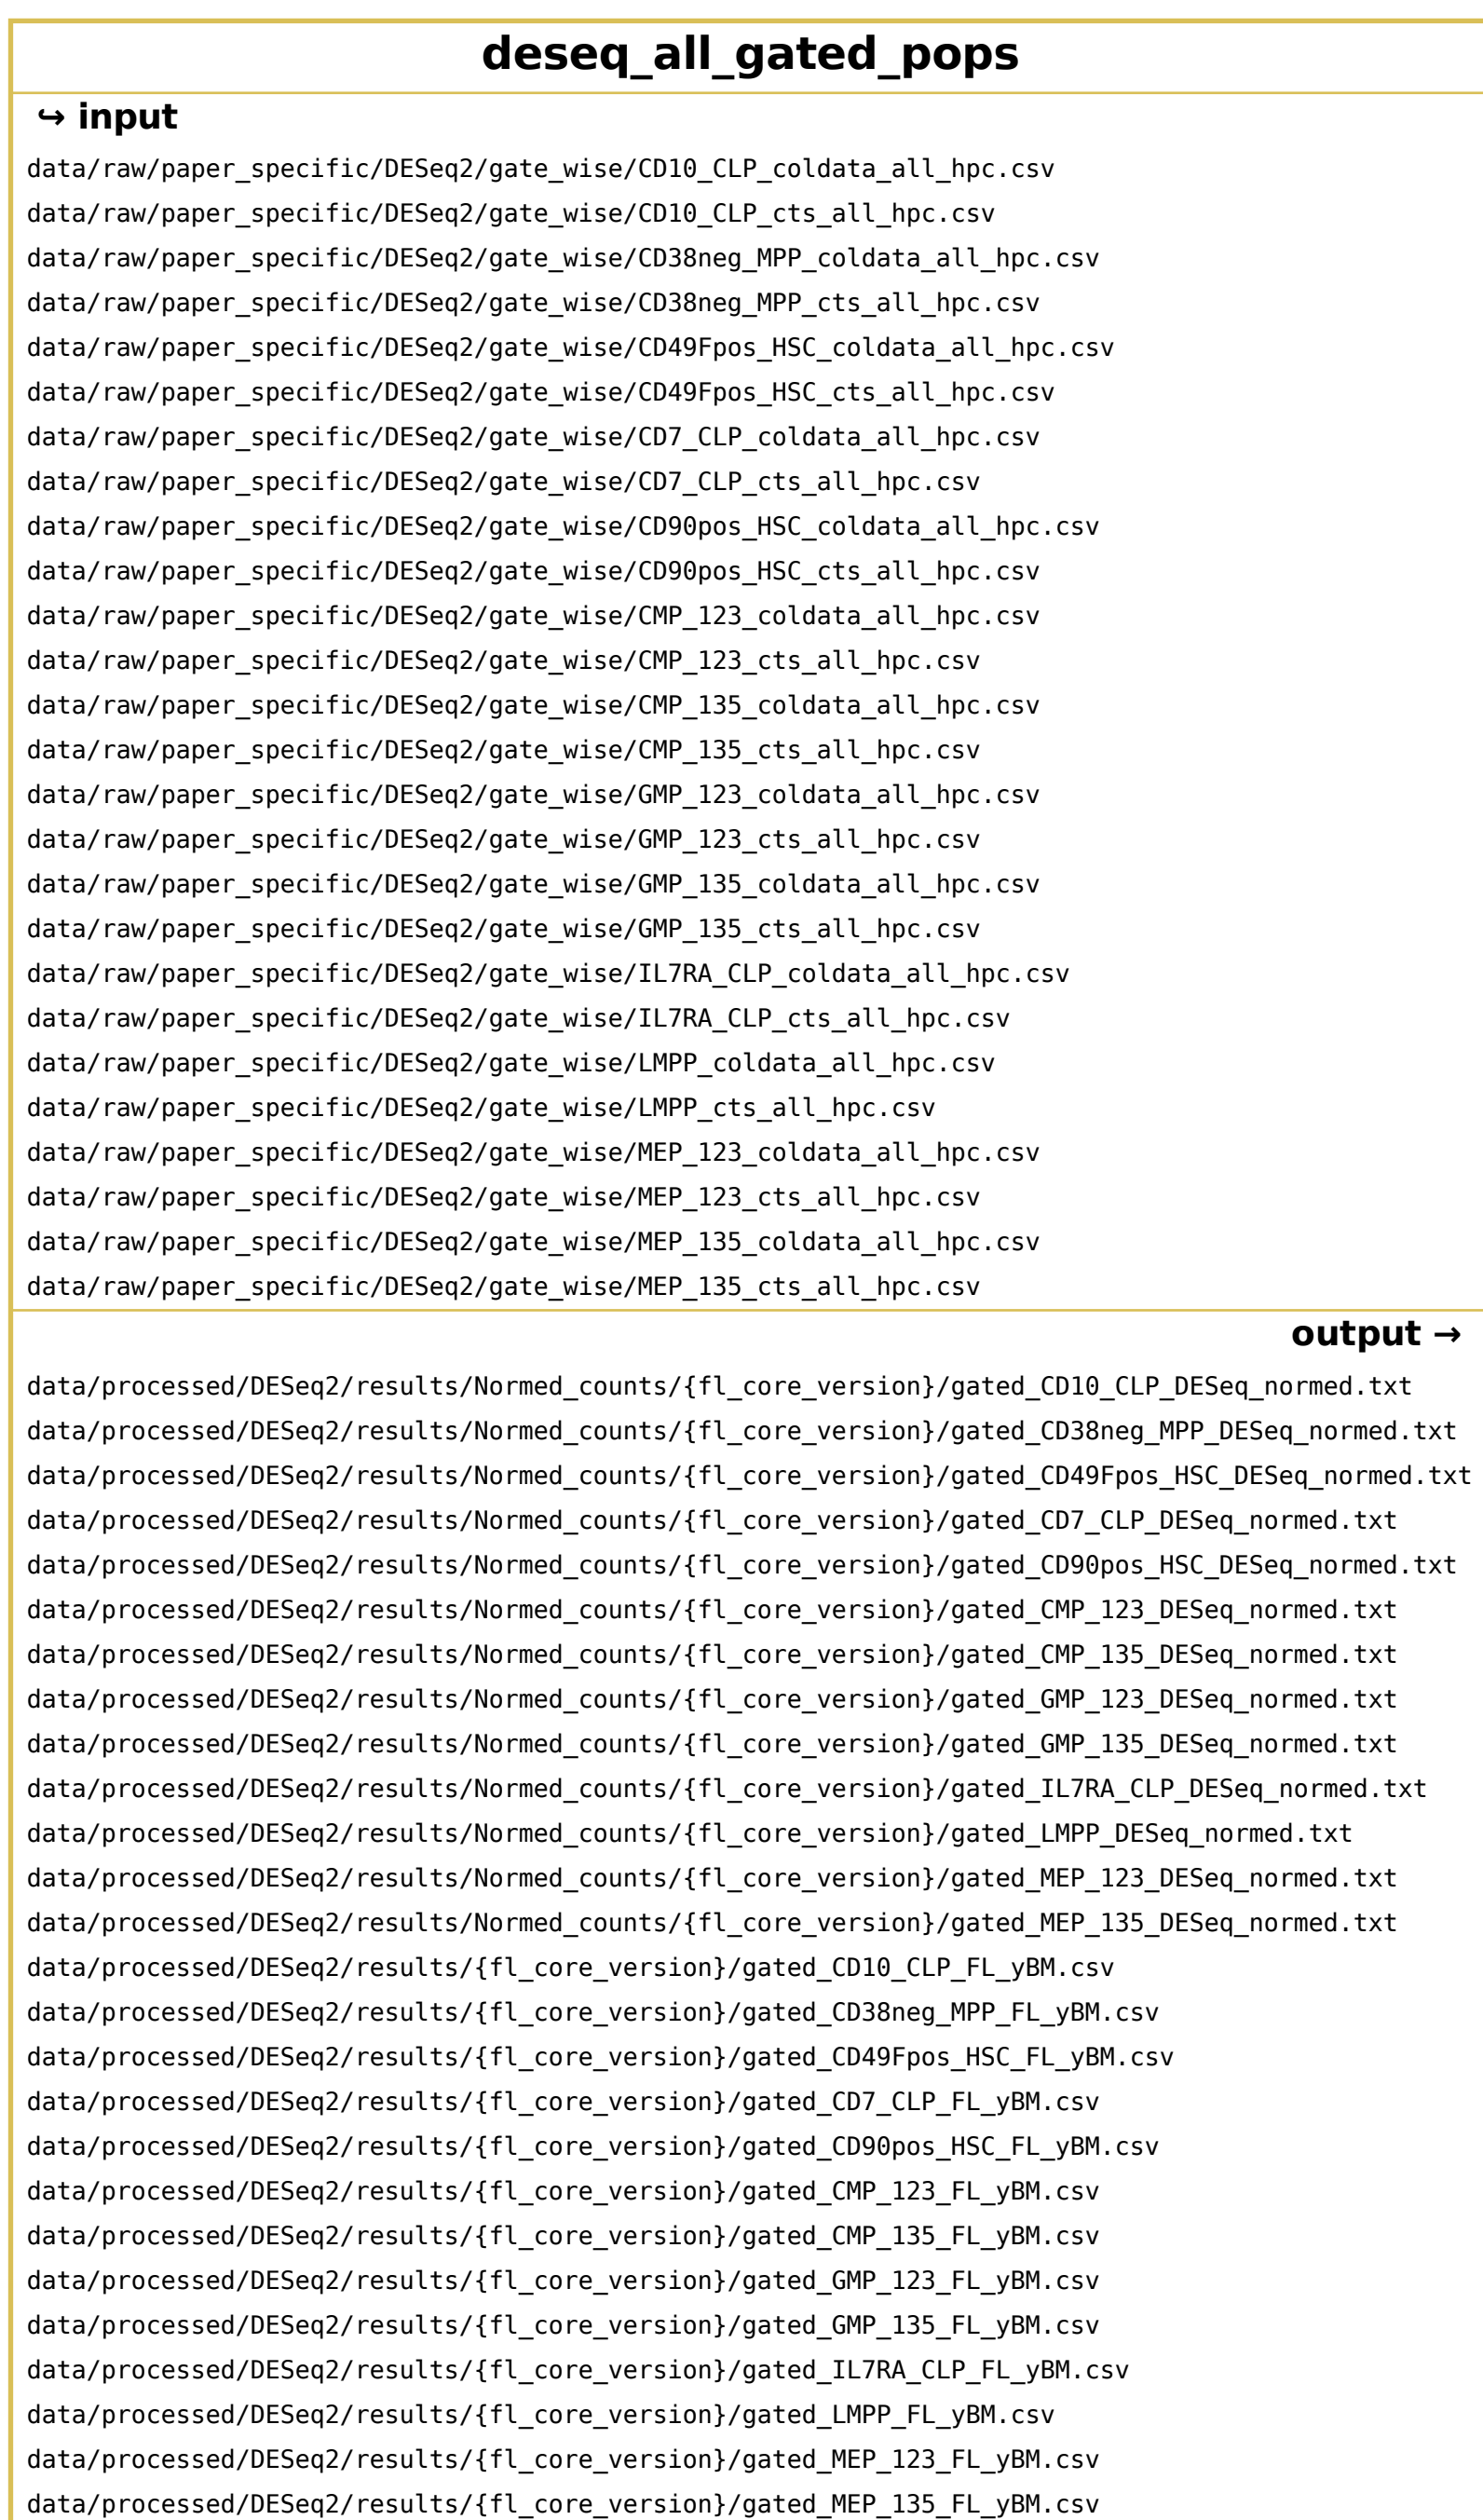 deseq_all_gated_pops
↪ input
data/raw/paper_specific/DESeq2/gate_wise/CD10_CLP_coldata_all_hpc.csv
data/raw/paper_specific/DESeq2/gate_wise/CD10_CLP_cts_all_hpc.csv
data/raw/paper_specific/DESeq2/gate_wise/CD38neg_MPP_coldata_all_hpc.csv
data/raw/paper_specific/DESeq2/gate_wise/CD38neg_MPP_cts_all_hpc.csv
data/raw/paper_specific/DESeq2/gate_wise/CD49Fpos_HSC_coldata_all_hpc.csv
data/raw/paper_specific/DESeq2/gate_wise/CD49Fpos_HSC_cts_all_hpc.csv
data/raw/paper_specific/DESeq2/gate_wise/CD7_CLP_coldata_all_hpc.csv
data/raw/paper_specific/DESeq2/gate_wise/CD7_CLP_cts_all_hpc.csv
data/raw/paper_specific/DESeq2/gate_wise/CD90pos_HSC_coldata_all_hpc.csv
data/raw/paper_specific/DESeq2/gate_wise/CD90pos_HSC_cts_all_hpc.csv
data/raw/paper_specific/DESeq2/gate_wise/CMP_123_coldata_all_hpc.csv
data/raw/paper_specific/DESeq2/gate_wise/CMP_123_cts_all_hpc.csv
data/raw/paper_specific/DESeq2/gate_wise/CMP_135_coldata_all_hpc.csv
data/raw/paper_specific/DESeq2/gate_wise/CMP_135_cts_all_hpc.csv
data/raw/paper_specific/DESeq2/gate_wise/GMP_123_coldata_all_hpc.csv
data/raw/paper_specific/DESeq2/gate_wise/GMP_123_cts_all_hpc.csv
data/raw/paper_specific/DESeq2/gate_wise/GMP_135_coldata_all_hpc.csv
data/raw/paper_specific/DESeq2/gate_wise/GMP_135_cts_all_hpc.csv
data/raw/paper_specific/DESeq2/gate_wise/IL7RA_CLP_coldata_all_hpc.csv
data/raw/paper_specific/DESeq2/gate_wise/IL7RA_CLP_cts_all_hpc.csv
data/raw/paper_specific/DESeq2/gate_wise/LMPP_coldata_all_hpc.csv
data/raw/paper_specific/DESeq2/gate_wise/LMPP_cts_all_hpc.csv
data/raw/paper_specific/DESeq2/gate_wise/MEP_123_coldata_all_hpc.csv
data/raw/paper_specific/DESeq2/gate_wise/MEP_123_cts_all_hpc.csv
data/raw/paper_specific/DESeq2/gate_wise/MEP_135_coldata_all_hpc.csv
data/raw/paper_specific/DESeq2/gate_wise/MEP_135_cts_all_hpc.csv
output →
data/processed/DESeq2/results/Normed_counts/{fl_core_version}/gated_CD10_CLP_DESeq_normed.txt
data/processed/DESeq2/results/Normed_counts/{fl_core_version}/gated_CD38neg_MPP_DESeq_normed.txt
data/processed/DESeq2/results/Normed_counts/{fl_core_version}/gated_CD49Fpos_HSC_DESeq_normed.txt
data/processed/DESeq2/results/Normed_counts/{fl_core_version}/gated_CD7_CLP_DESeq_normed.txt
data/processed/DESeq2/results/Normed_counts/{fl_core_version}/gated_CD90pos_HSC_DESeq_normed.txt
data/processed/DESeq2/results/Normed_counts/{fl_core_version}/gated_CMP_123_DESeq_normed.txt
data/processed/DESeq2/results/Normed_counts/{fl_core_version}/gated_CMP_135_DESeq_normed.txt
data/processed/DESeq2/results/Normed_counts/{fl_core_version}/gated_GMP_123_DESeq_normed.txt
data/processed/DESeq2/results/Normed_counts/{fl_core_version}/gated_GMP_135_DESeq_normed.txt
data/processed/DESeq2/results/Normed_counts/{fl_core_version}/gated_IL7RA_CLP_DESeq_normed.txt
data/processed/DESeq2/results/Normed_counts/{fl_core_version}/gated_LMPP_DESeq_normed.txt
data/processed/DESeq2/results/Normed_counts/{fl_core_version}/gated_MEP_123_DESeq_normed.txt
data/processed/DESeq2/results/Normed_counts/{fl_core_version}/gated_MEP_135_DESeq_normed.txt
data/processed/DESeq2/results/{fl_core_version}/gated_CD10_CLP_FL_yBM.csv
data/processed/DESeq2/results/{fl_core_version}/gated_CD38neg_MPP_FL_yBM.csv
data/processed/DESeq2/results/{fl_core_version}/gated_CD49Fpos_HSC_FL_yBM.csv
data/processed/DESeq2/results/{fl_core_version}/gated_CD7_CLP_FL_yBM.csv
data/processed/DESeq2/results/{fl_core_version}/gated_CD90pos_HSC_FL_yBM.csv
data/processed/DESeq2/results/{fl_core_version}/gated_CMP_123_FL_yBM.csv
data/processed/DESeq2/results/{fl_core_version}/gated_CMP_135_FL_yBM.csv
data/processed/DESeq2/results/{fl_core_version}/gated_GMP_123_FL_yBM.csv
data/processed/DESeq2/results/{fl_core_version}/gated_GMP_135_FL_yBM.csv
data/processed/DESeq2/results/{fl_core_version}/gated_IL7RA_CLP_FL_yBM.csv
data/processed/DESeq2/results/{fl_core_version}/gated_LMPP_FL_yBM.csv
data/processed/DESeq2/results/{fl_core_version}/gated_MEP_123_FL_yBM.csv
data/processed/DESeq2/results/{fl_core_version}/gated_MEP_135_FL_yBM.csv